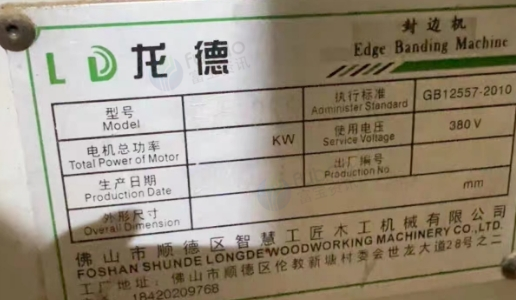 封边机
Edge Banding Machine
LD 龙德
型号
Model
执行标准
Administer Standard
GB12557-2010
电机总功率
Total Power of Motor
KW
使用电压
Service Voltage
380V
生产日期
Production Date
出厂编号
Production No
外形尺寸
Overall Dimension
mm
佛山市顺德区智慧工匠木工机械有限公司
FOSHAN SHUNDE LONGDEWOODWORKING MACHINERY CO.,LTD.
工厂地址:佛山市顺德区伦教新塘村委会世龙大道28号之二
18420209768